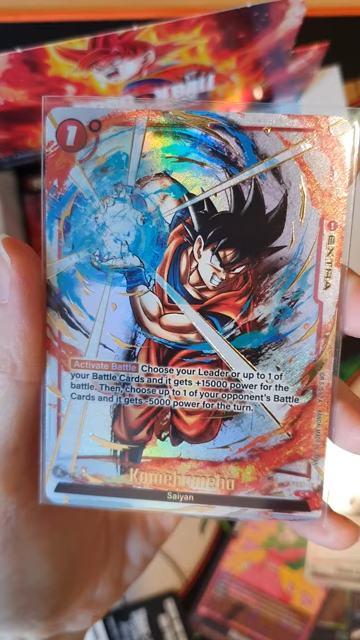 1
EXTRA
Activate Battle Choose your Leader or up to 1 of
your Battle Cards and it gets +15000 power for the
battle. Then, choose up to 1 of your opponent's Battle
Cards and it gets -5000 power for the turn.
Kamehameha
Saiyan